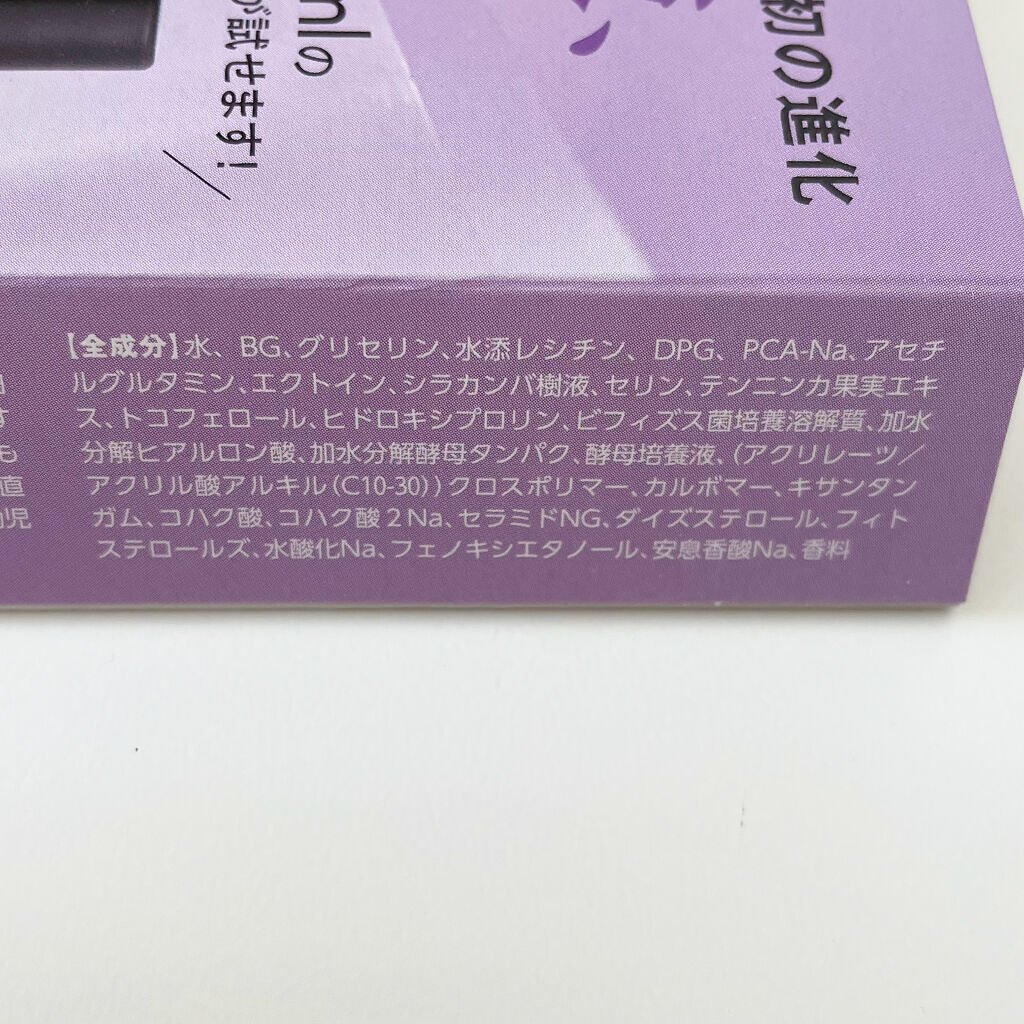 初の進化
mlの
が試せます!
【全成分】水、BG、グリセリン、水添レシチン、DPG、PCA-Na、アセチ
ルグルタミン、エクトイン、シラカンバ樹液、セリン、テンニンカ果実エキ
ス、トコフェロール、ヒドロキシプロリン、ビフィズス菌培養溶解質、加水
分解ヒアルロン酸、加水分解酵母タンパク、酵母培養液、(アクリレーツ/
アクリル酸アルキル(C10-30))クロスポリマー、カルボマー、キサンタン
ガム、コハク酸、コハク酸2Na、セラミドNG、ダイズステロール、フィト
ステロールズ、水酸化Na、フェノキシエタノール、安息香酸Na、香料
す
も
直
児